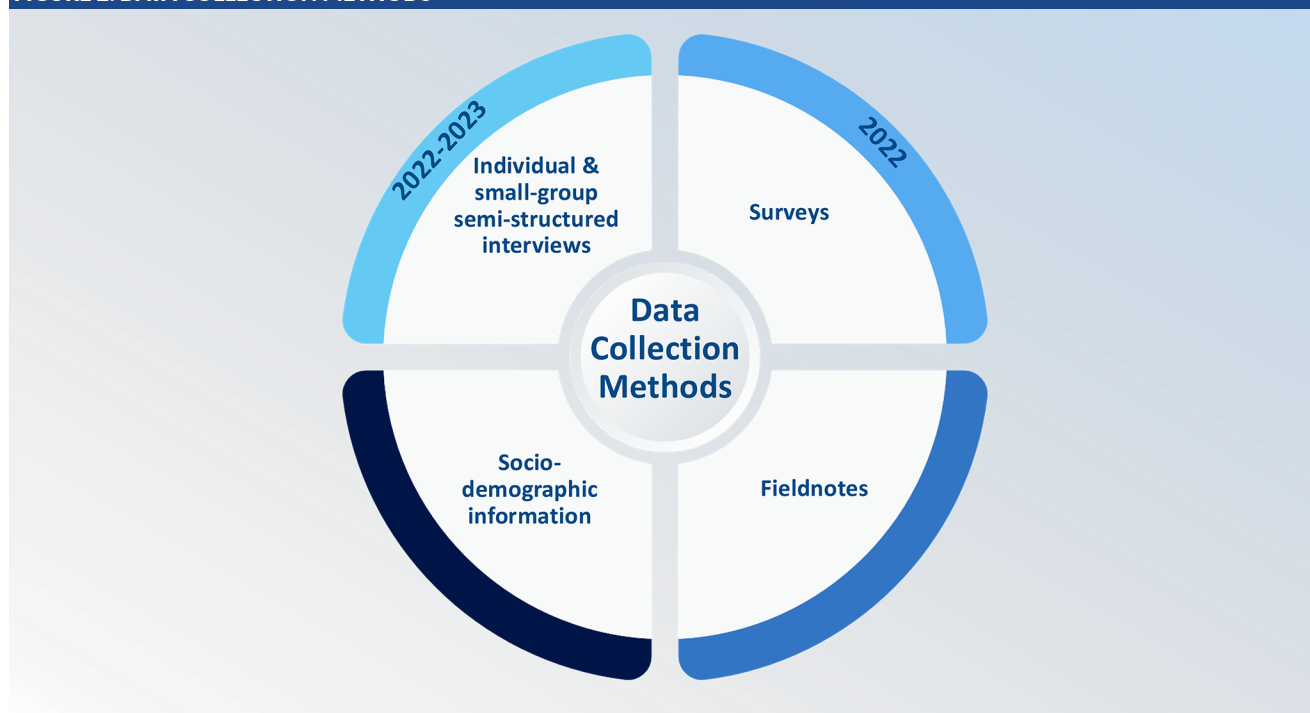 2022-2023
Individual &
small-group
semi-structured
interviews
2022
Surveys
Data
Collection
Methods
Socio-
demographic
information
Fieldnotes